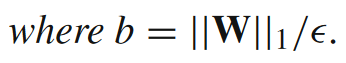 where b = ||W||₁/ϵ.